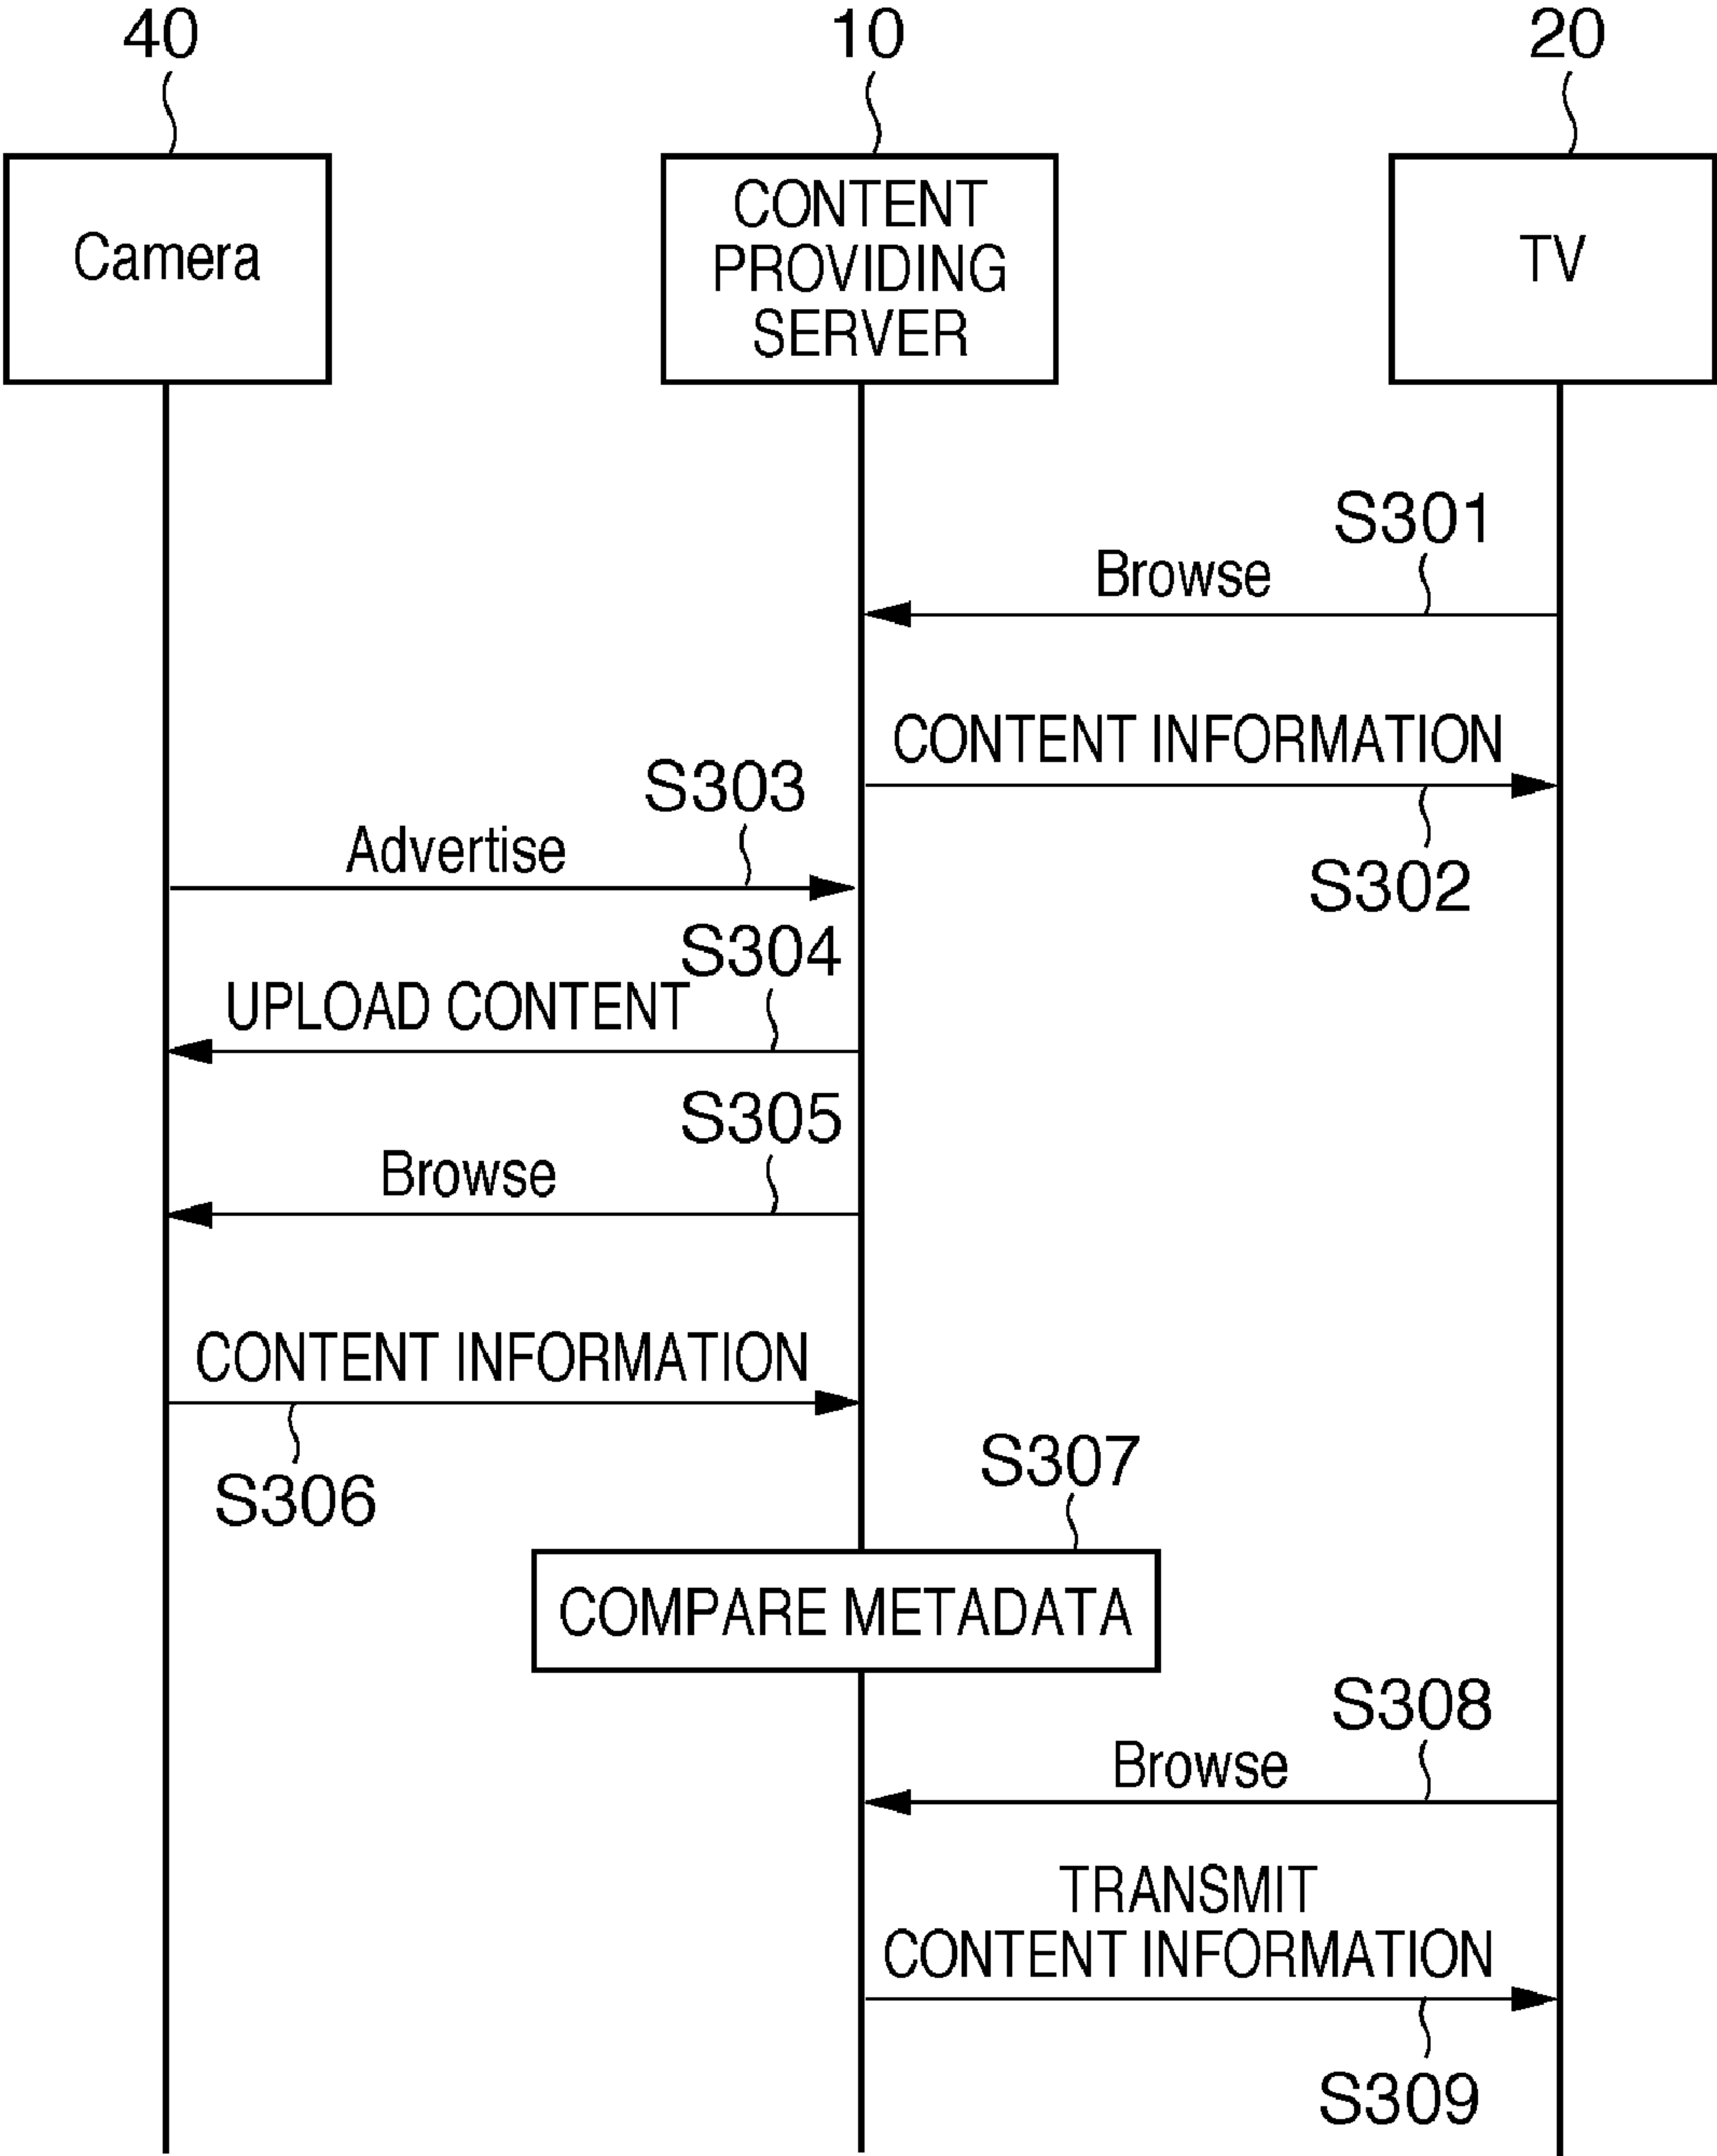 40
10
20
Camera
CONTENT
PROVIDING
SERVER
TV
S301
Browse
CONTENT INFORMATION
S302
S303
Advertise
S304
UPLOAD CONTENT
S305
Browse
CONTENT INFORMATION
S306
S307
COMPARE METADATA
S308
Browse
TRANSMIT
CONTENT INFORMATION
S309